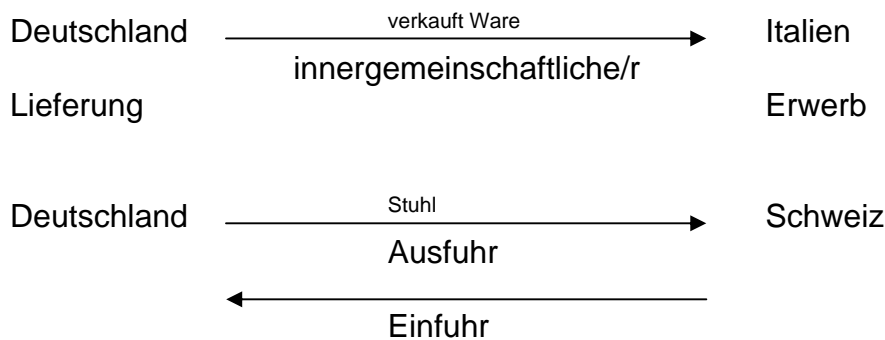 Deutschland verkauft Ware Italien
innergemeinschaftliche/r
Lieferung Erwerb
Deutschland Stuhl Schweiz
Ausfuhr
Einfuhr